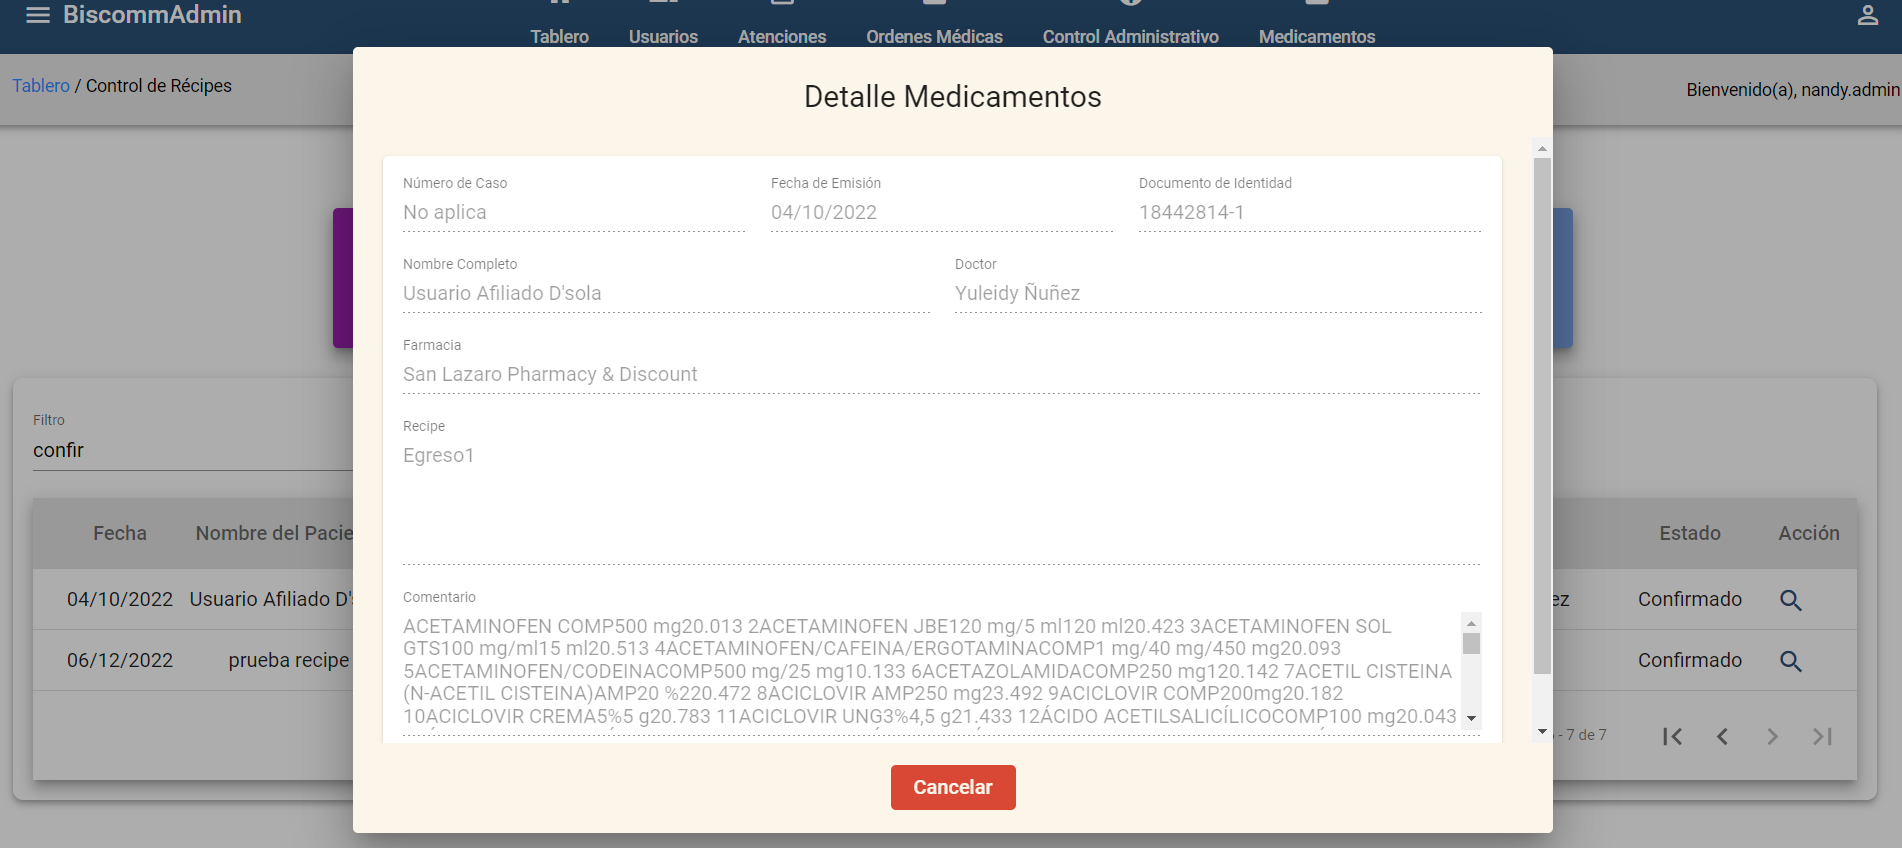 BiscommAdmin
Tablero Usuarios Atenciones Ordenes Médicas Control Administrativo Medicamentos
Tablero / Control de Récipes
Bienvenido(a), nandy.admin
Detalle Medicamentos
Número de Caso Fecha de Emisión Documento de Identidad
No aplica 04/10/2022 18442814-1
Nombre Completo Doctor
Usuario Afiliado D'sola Yuleidy Ñuñez
Farmacia
San Lazaro Pharmacy & Discount
Recipe
Egreso1
Comentario
ACETAMINOFEN COMP500 mg20.013 2ACETAMINOFEN JBE120 mg/5 ml120 ml20.423 3ACETAMINOFEN SOL
GTS100 mg/ml15 ml20.513 4ACETAMINOFEN/CAFEINA/ERGOTAMINACOMP1 mg/40 mg/450 mg20.093
5ACETAMINOFEN/CODEINACOMP500 mg/25 mg10.133 6ACETAZOLAMIDACOMP250 mg120.142 7ACETIL CISTEINA
(N-ACETIL CISTEINA)AMP20 %220.472 8ACICLOVIR AMP250 mg23.492 9ACICLOVIR COMP200mg20.182
10ACICLOVIR CREMA5%5 g20.783 11ACICLOVIR UNG3%4,5 g21.433 12ÁCIDO ACETILSALICÍLICOCOMP100 mg20.043
Cancelar
Filtro
confir
Fecha Nombre del Pacie Estado Acción
04/10/2022 Usuario Afiliado D' ez Confirmado
06/12/2022 prueba recipe Confirmado
- 7 de 7